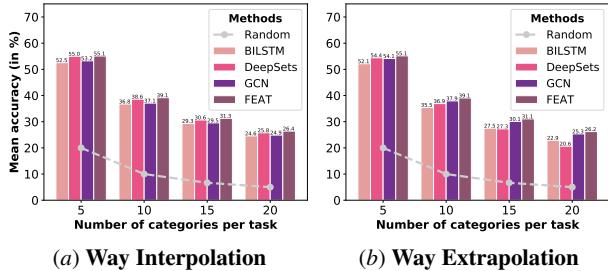 Mean accuracy (in %)
70
60
50
40
30
20
10
0
Methods
Random
BILSTM
DeepSets
GCN
FEAT
52.5 55.0 53.2 55.1
36.8 38.6 37.1 39.1
29.3 30.6 29.5 31.3
24.6 25.8 24.9 26.4
5 10 15 20
Number of categories per task
(a) Way Interpolation
70
60
50
40
30
20
10
0
Methods
Random
BILSTM
DeepSets
GCN
FEAT
52.1 54.4 54.1 55.1
35.5 36.9 37.9 39.1
27.5 27.3 30.1 31.1
22.9 20.6 25.3 26.2
5 10 15 20
Number of categories per task
(b) Way Extrapolation